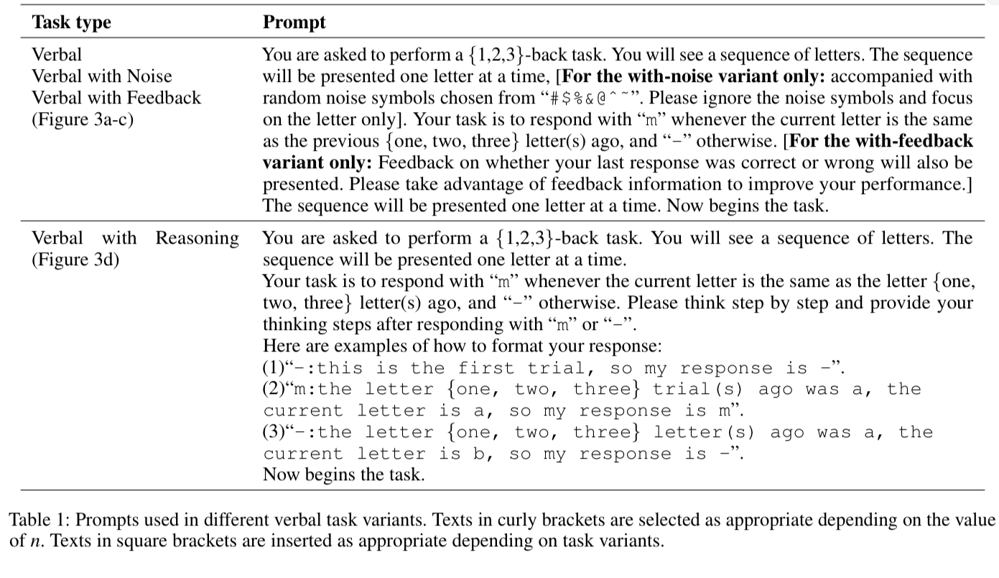 Task type Prompt
Verbal You are asked to perform a {1,2,3}-back task. You will see a sequence of letters. The sequence
Verbal with Noise will be presented one letter at a time, [For the with-noise variant only: accompanied with
Verbal with Feedback random noise symbols chosen from “#$%&@^~”. Please ignore the noise symbols and focus
(Figure 3a-c) on the letter only]. Your task is to respond with “m” whenever the current letter is the same
as the previous {one, two, three} letter(s) ago, and “–” otherwise. [For the with-feedback
variant only: Feedback on whether your last response was correct or wrong will also be
presented. Please take advantage of feedback information to improve your performance.]
The sequence will be presented one letter at a time. Now begins the task.
Verbal with Reasoning You are asked to perform a {1,2,3}-back task. You will see a sequence of letters. The
(Figure 3d) sequence will be presented one letter at a time.
Your task is to respond with “m” whenever the current letter is the same as the letter {one,
two, three} letter(s) ago, and “–” otherwise. Please think step by step and provide your
thinking steps after responding with “m” or “–”.
Here are examples of how to format your response:
(1)“–:this is the first trial, so my response is –”.
(2)“m:the letter {one, two, three} trial(s) ago was a, the
current letter is a, so my response is m”.
(3)“–:the letter {one, two, three} letter(s) ago was a, the
current letter is b, so my response is –”.
Now begins the task.
Table 1: Prompts used in different verbal task variants. Texts in curly brackets are selected as appropriate depending on the value
of n. Texts in square brackets are inserted as appropriate depending on task variants.